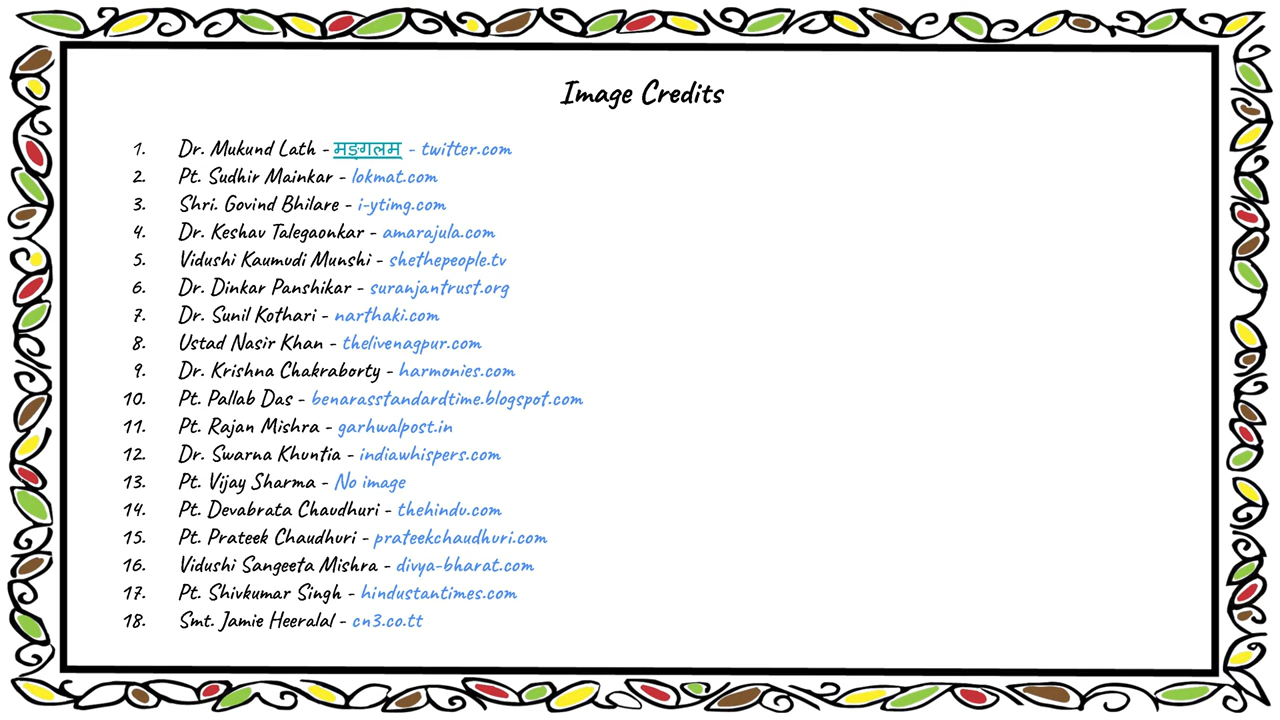 Image Credits
1. Dr. Mukund Lath - मङ्गलम - twitter.com
2. Pt. Sudhir Mainkar - lokmat.com
3. Shri. Govind Bhilare - i-ytimg.com
4. Dr. Keshav Talegaonkar - amarajula.com
5. Vidushi Kaumudi Munshi - shethepeople.tv
6. Dr. Dinkar Panshikar - suranjantrust.org
7. Dr. Sunil Kothari - narthaki.com
8. Ustad Nasir Khan - thelivenagpur.com
9. Dr. Krishna Chakraborty - harmonies.com
10. Pt. Pallab Das - benarasstandardtime.blogspot.com
11. Pt. Rajan Mishra - garhwalpost.in
12. Dr. Swarna Khuntia - indiawhispers.com
13. Pt. Vijay Sharma - No image
14. Pt. Devabrata Chaudhuri - thehindu.com
15. Pt. Prateek Chaudhuri - prateekchaudhuri.com
16. Vidushi Sangeeta Mishra - divya-bharat.com
17. Pt. Shivkumar Singh - hindustantimes.com
18. Smt. Jamie Heeralal - cn3.co.tt